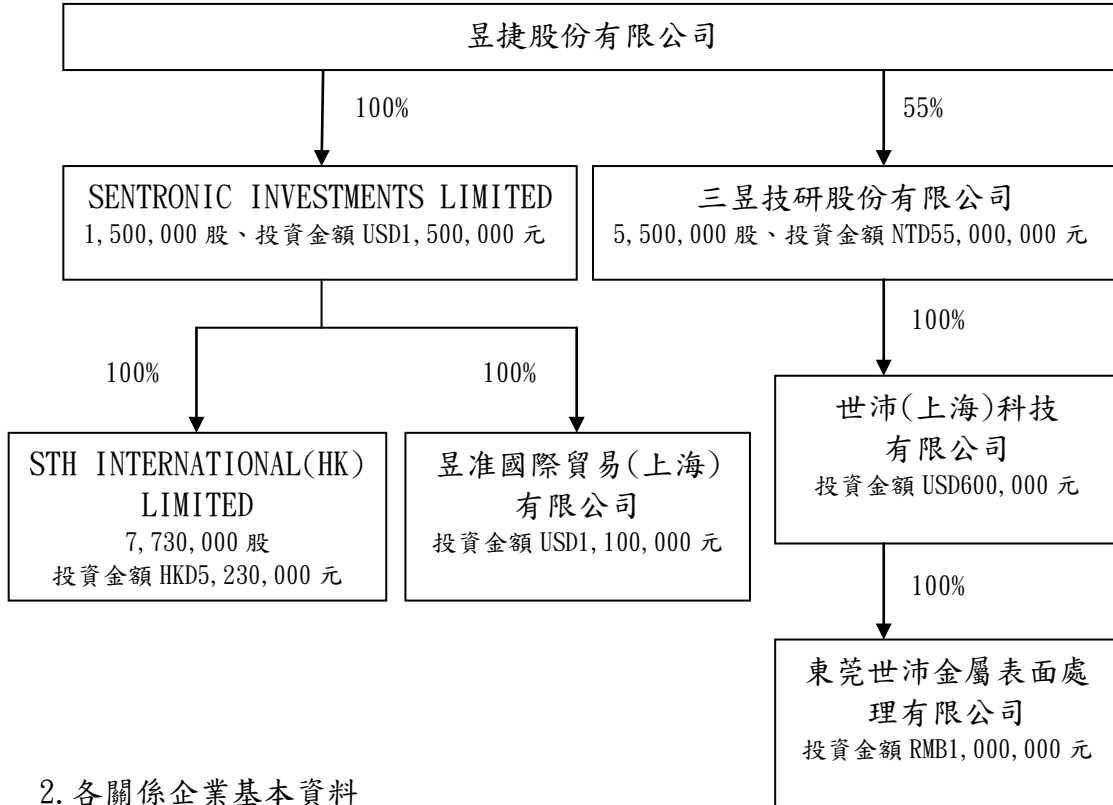 昱捷股份有限公司
100%
55%
SENTRONIC INVESTMENTS LIMITED
1,500,000 股、投資金額 USD1,500,000 元
三昱技研股份有限公司
5,500,000 股、投資金額 NTD55,000,000 元
100%
100%
100%
STH INTERNATIONAL(HK)
LIMITED
7,730,000 股
投資金額 HKD5,230,000 元
昱准國際貿易(上海)
有限公司
投資金額 USD1,100,000 元
世沛(上海)科技
有限公司
投資金額 USD600,000 元
100%
東莞世沛金屬表面處
理有限公司
投資金額 RMB1,000,000 元
2.各關係企業基本資料